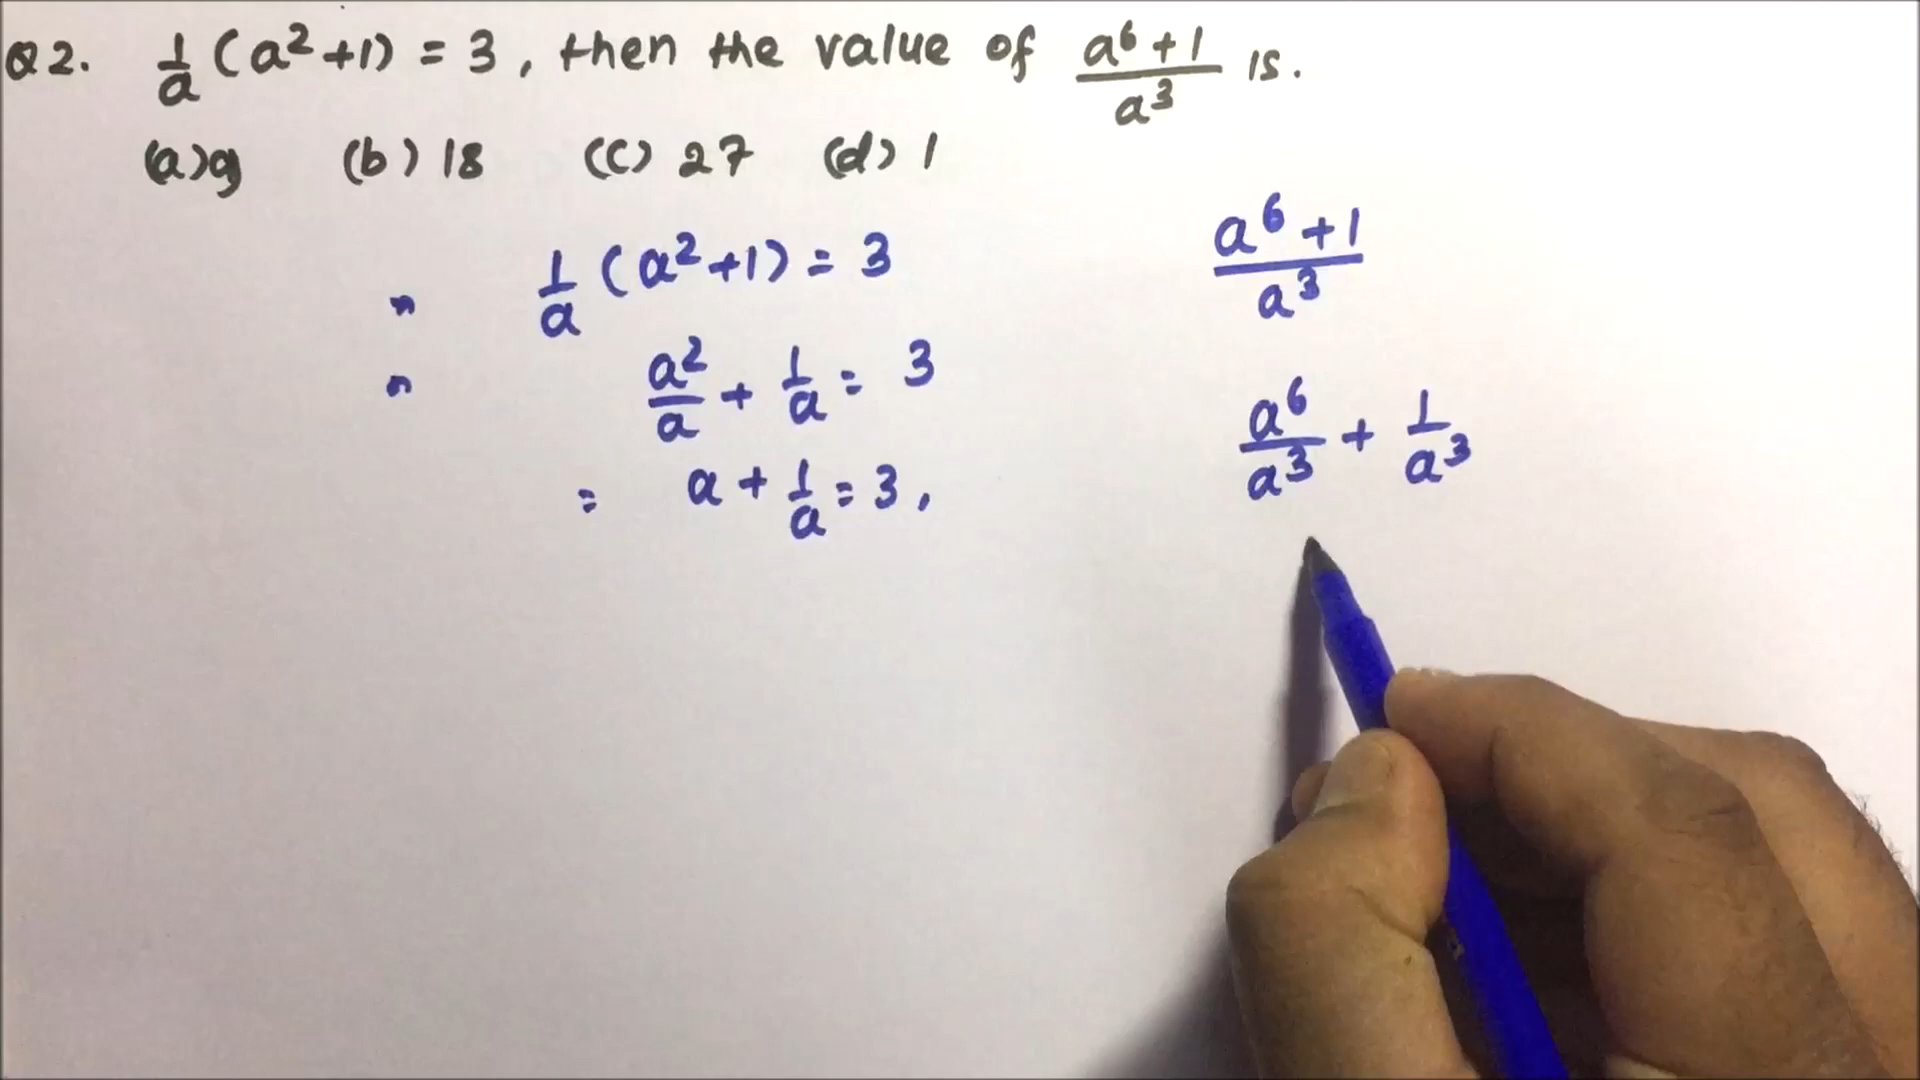 Q2. 1/a (a²+1) = 3, then the value of (a⁶+1)/a³ is.
(a) 9 (b) 18 (c) 27 (d) 1
1/a (a²+1) = 3
a²/a + 1/a = 3
= a + 1/a = 3,
(a⁶+1)/a³
a⁶/a³ + 1/a³